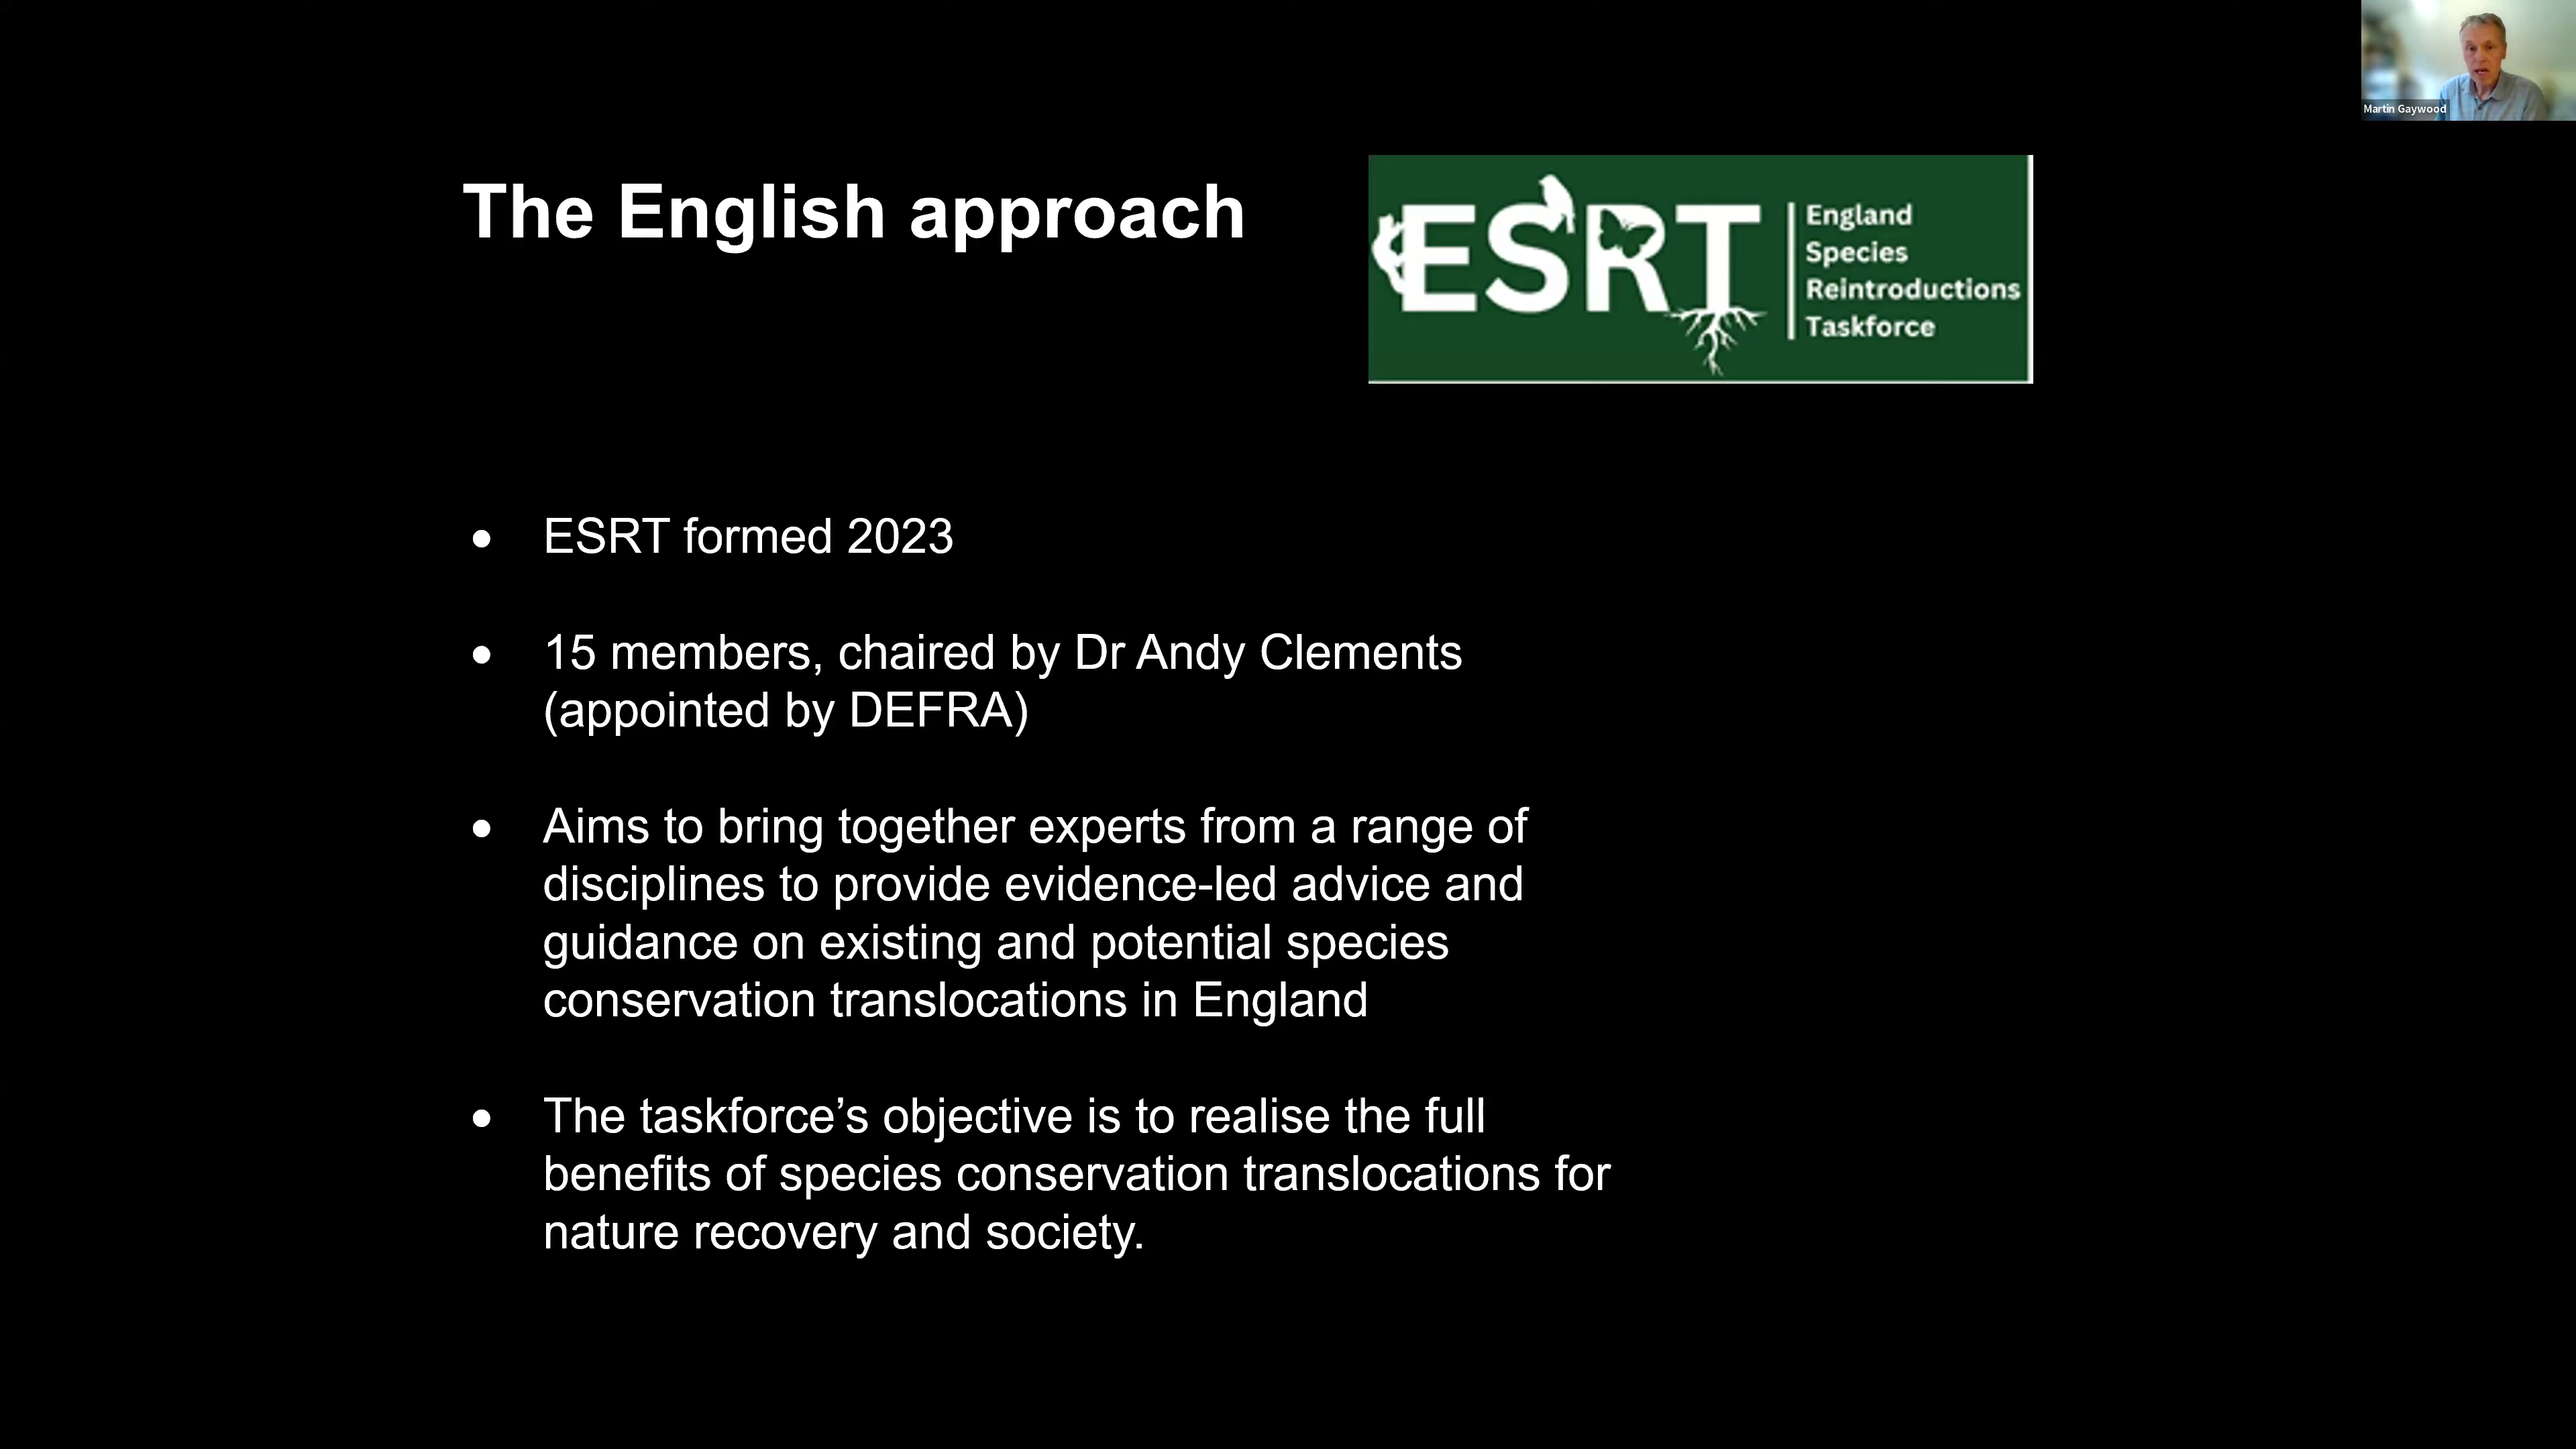 Martin Gaywood
The English approach
ESRT
England
Species
Reintroductions
Taskforce
● ESRT formed 2023
● 15 members, chaired by Dr Andy Clements
(appointed by DEFRA)
● Aims to bring together experts from a range of
disciplines to provide evidence-led advice and
guidance on existing and potential species
conservation translocations in England
● The taskforce’s objective is to realise the full
benefits of species conservation translocations for
nature recovery and society.